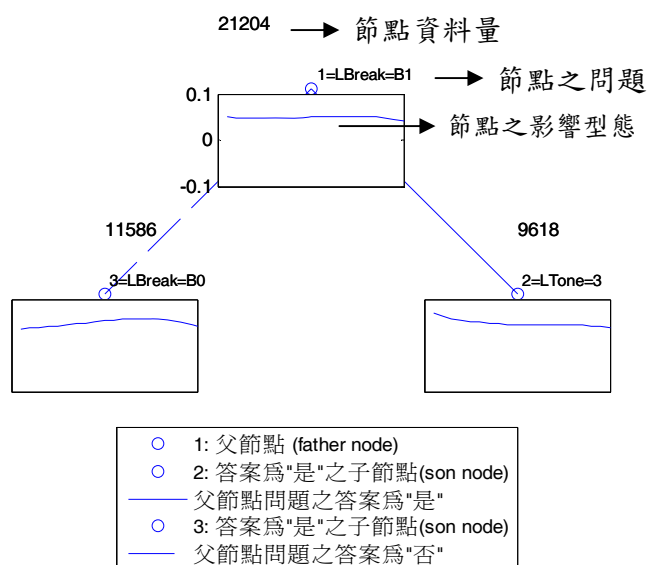 21204 節點資料量
1=LBreak=B1 節點之問題
0.1
0 節點之影響型態
-0.1
11586 9618
3=LBreak=B0 2=LTone=3
1: 父節點 (father node)
2: 答案爲"是"之子節點(son node)
父節點問題之答案爲"是"
3: 答案爲"是"之子節點(son node)
父節點問題之答案爲"否"